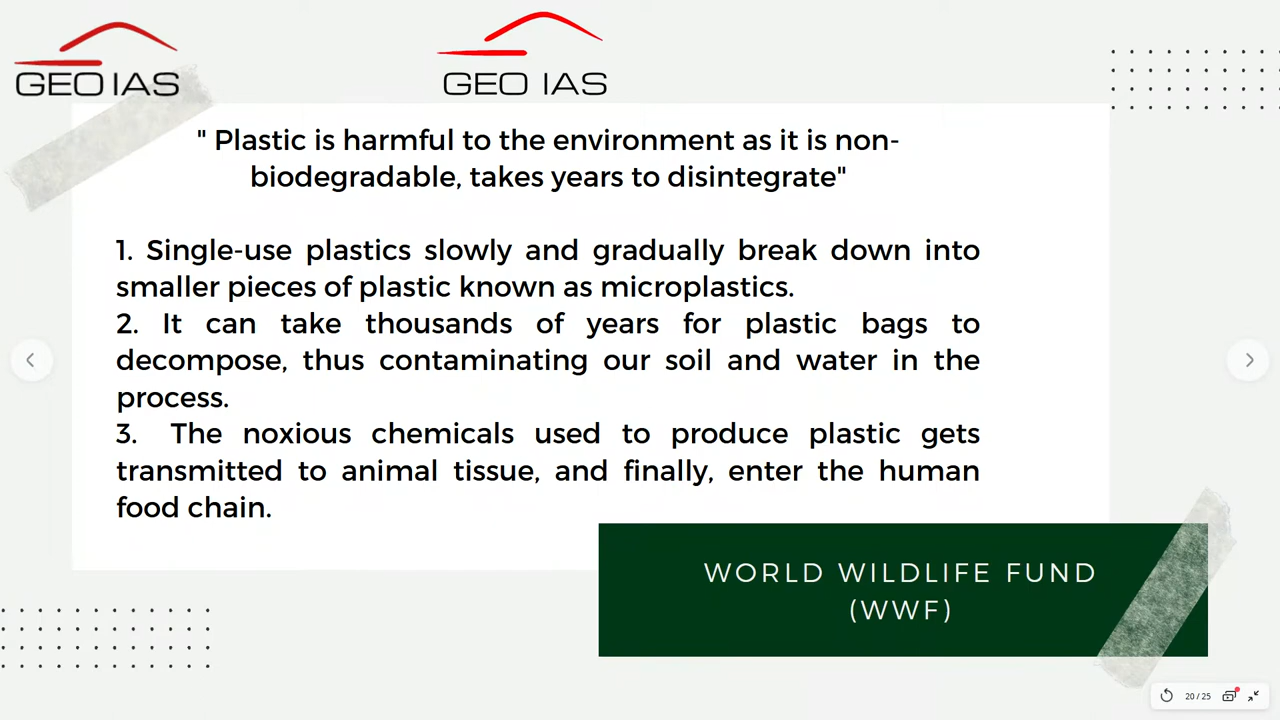 GEO IAS
GEO IAS
" Plastic is harmful to the environment as it is non-
biodegradable, takes years to disintegrate"
1. Single-use plastics slowly and gradually break down into
smaller pieces of plastic known as microplastics.
2. It can take thousands of years for plastic bags to
decompose, thus contaminating our soil and water in the
process.
3. The noxious chemicals used to produce plastic gets
transmitted to animal tissue, and finally, enter the human
food chain.
WORLD WILDLIFE FUND
(WWF)
20 / 25